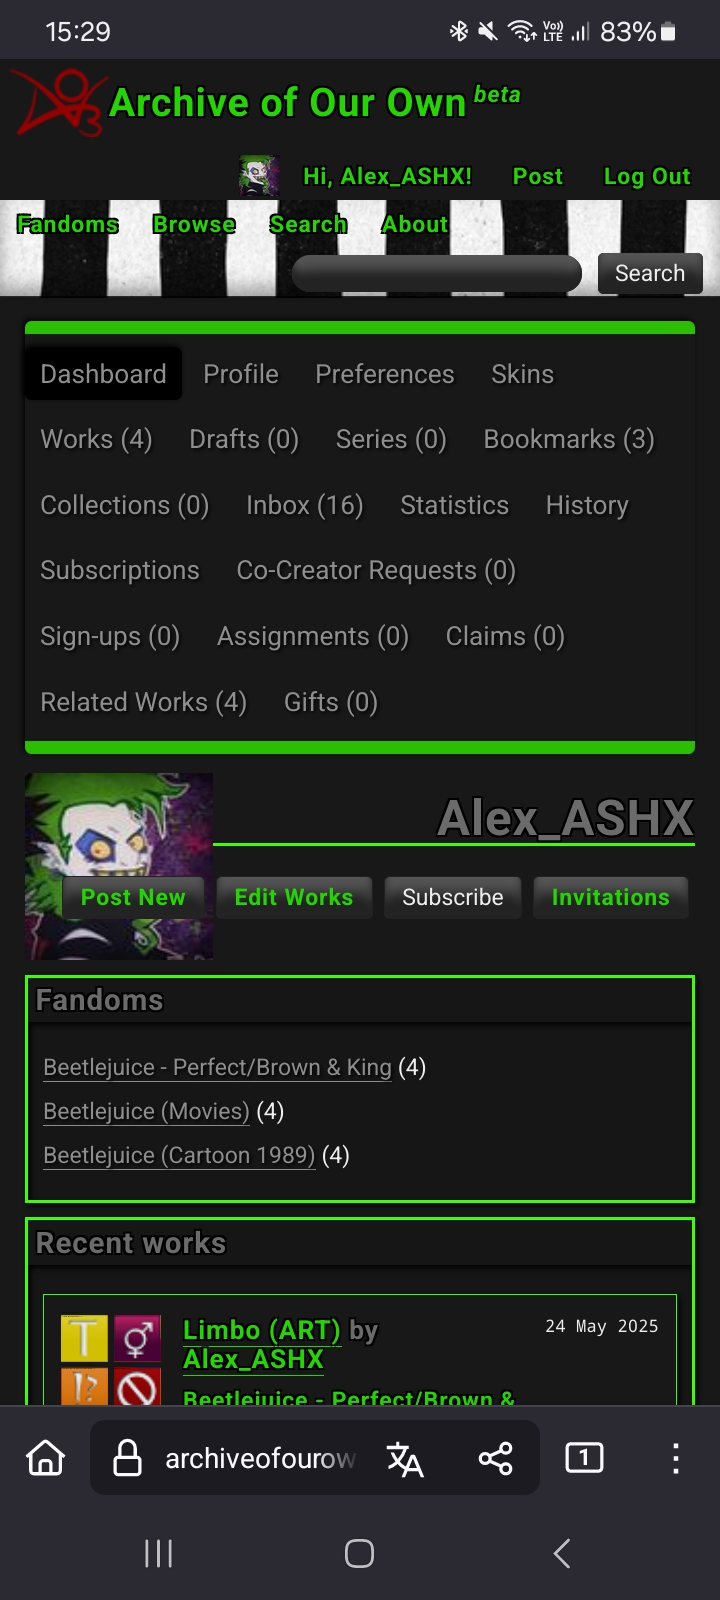 15:29 Vo)) LTE 83%
Archive of Our Own beta
Hi, Alex_ASHX! Post Log Out
Fandoms Browse Search About
Search
Dashboard Profile Preferences Skins
Works (4) Drafts (0) Series (0) Bookmarks (3)
Collections (0) Inbox (16) Statistics History
Subscriptions Co-Creator Requests (0)
Sign-ups (0) Assignments (0) Claims (0)
Related Works (4) Gifts (0)
Alex_ASHX
Post New Edit Works Subscribe Invitations
Fandoms
Beetlejuice - Perfect/Brown & King (4)
Beetlejuice (Movies) (4)
Beetlejuice (Cartoon 1989) (4)
Recent works
T Limbo (ART) by 24 May 2025
Alex_ASHX
!? Beetlejuice - Perfect/Brown &
archiveofourow 1